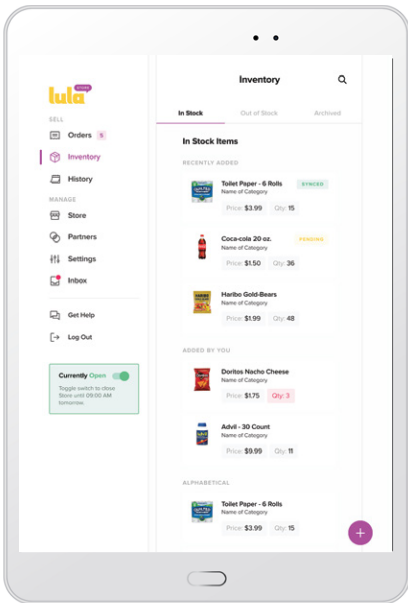 lula
STORE
SELL
Orders 5
Inventory
History
MANAGE
Store
Partners
Settings
Inbox
Get Help
Log Out
Currently Open
Toggle switch to close
Store until 09:00 AM
tomorrow.
Inventory
In Stock Out of Stock Archived
In Stock Items
RECENTLY ADDED
Toilet Paper - 6 Rolls SYNCED
Name of Category
Price: $3.99 Qty: 15
Coca-cola 20 oz. PENDING
Name of Category
Price: $1.50 Qty: 36
Haribo Gold-Bears
Name of Category
Price: $1.99 Qty: 48
ADDED BY YOU
Doritos Nacho Cheese
Name of Category
Price: $1.75 Qty: 3
Advil - 30 Count
Name of Category
Price: $9.99 Qty: 11
ALPHABETICAL
Toilet Paper - 6 Rolls
Name of Category
Price: $3.99 Qty: 15